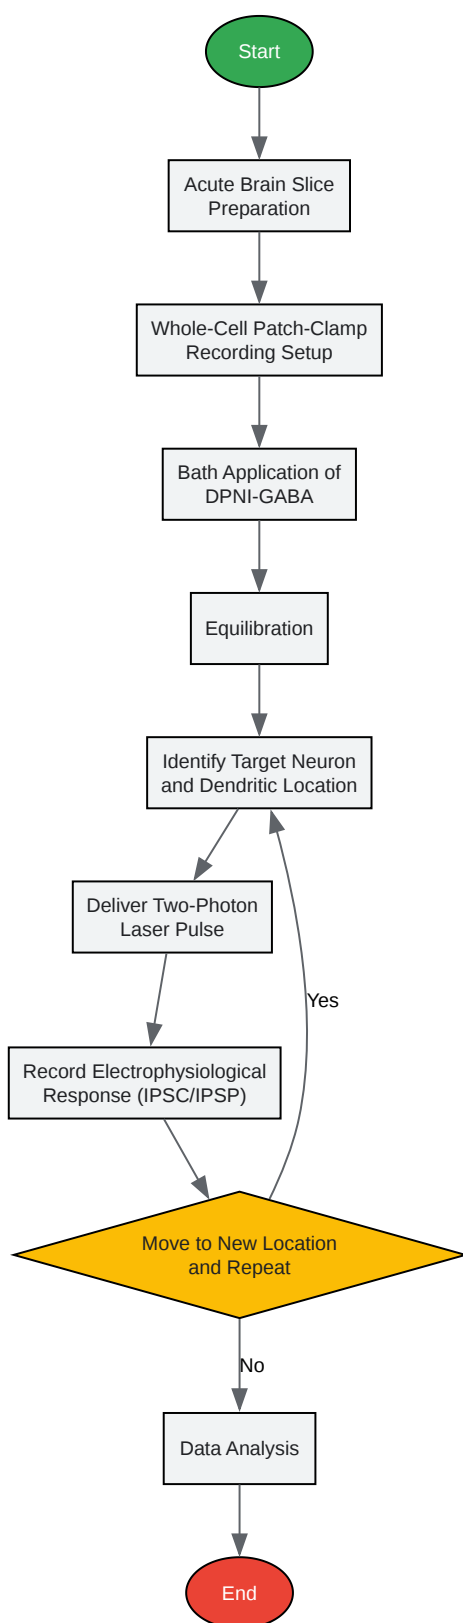 Start
Acute Brain Slice
Preparation
Whole-Cell Patch-Clamp
Recording Setup
Bath Application of
DPNI-GABA
Equilibration
Identify Target Neuron
and Dendritic Location
Deliver Two-Photon
Laser Pulse
Yes
Record Electrophysiological
Response (IPSC/IPSP)
Move to New Location
and Repeat
No
Data Analysis
End